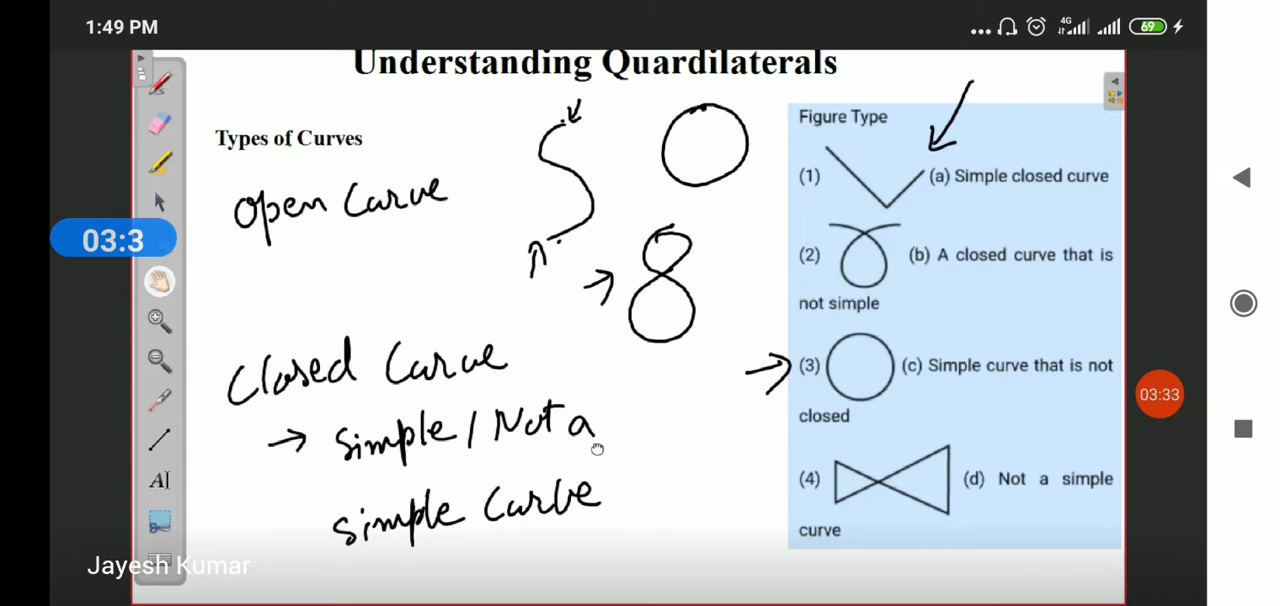 1:49 PM
4G
69
Understanding Quardilaterals
Types of Curves
Open Curve
Closed Curve
→ Simple / Not a
Simple Curve
8
Figure Type
(1) (a) Simple closed curve
(2) (b) A closed curve that is
not simple
(3) (c) Simple curve that is not
closed
(4) (d) Not a simple
curve
03:3
03:33
A
Jayesh Kumar